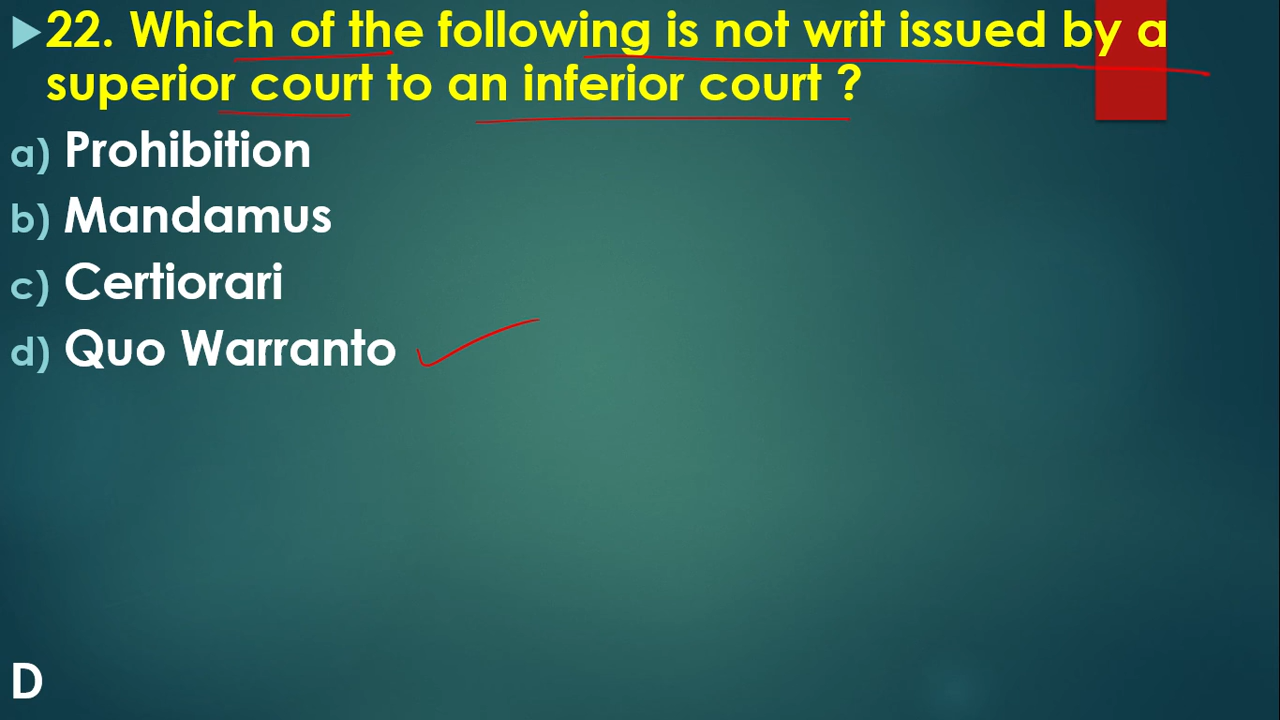 22. Which of the following is not writ issued by a
superior court to an inferior court ?
a) Prohibition
b) Mandamus
c) Certiorari
d) Quo Warranto
D